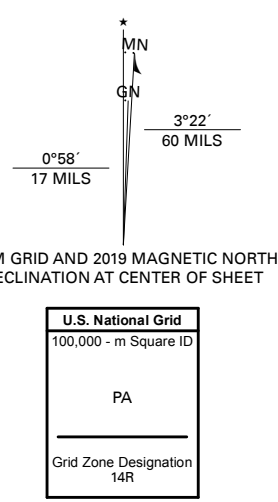 ★
MN
GN
3°22´
60 MILS
0°58´
17 MILS
M GRID AND 2019 MAGNETIC NORTH
ECLINATION AT CENTER OF SHEET
U.S. National Grid
100,000 - m Square ID
PA
Grid Zone Designation
14R